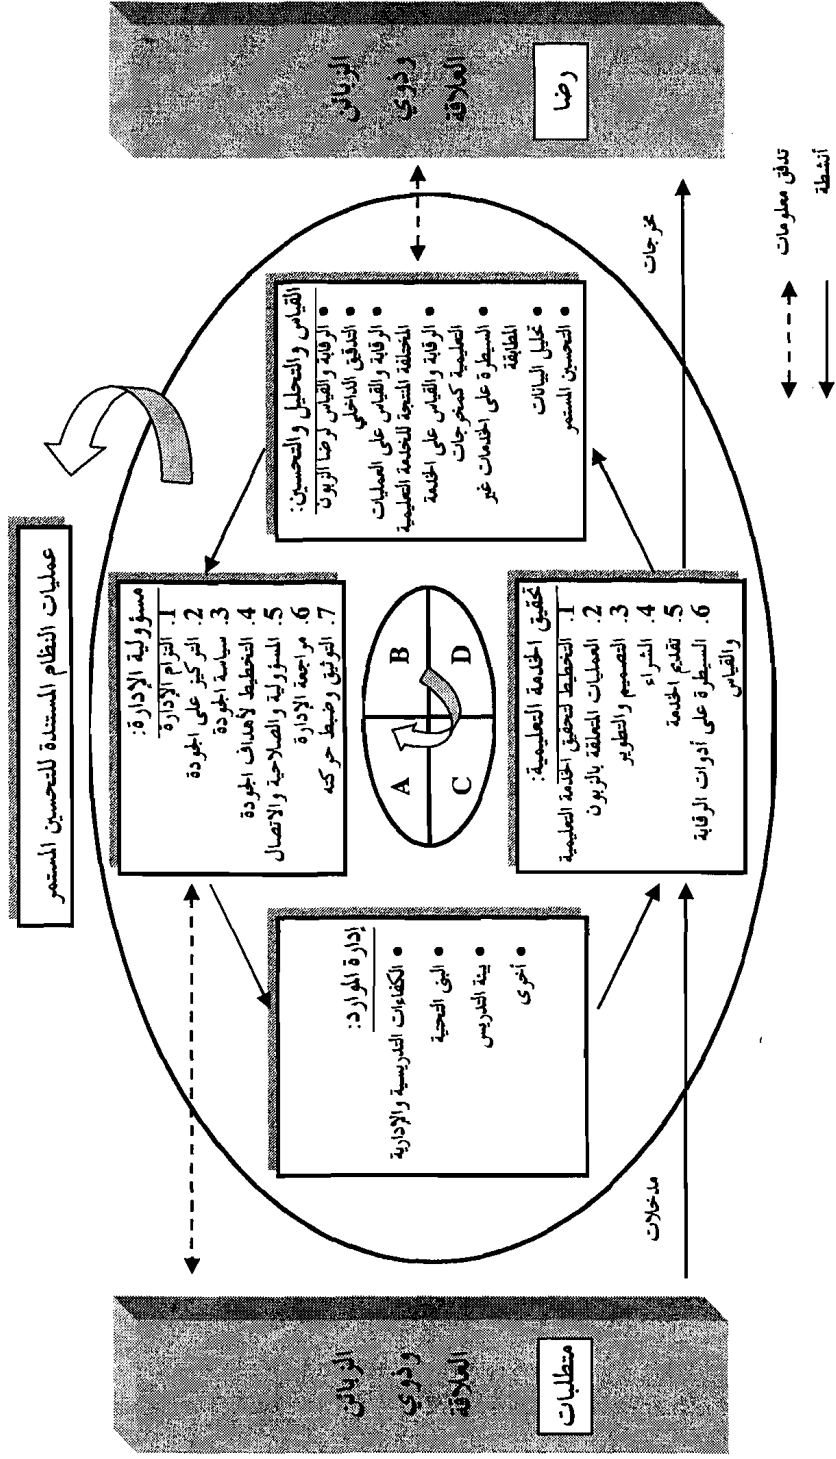 عمليات النظام المستندة للتحسين المستمر
مسؤولية الإدارة:
1. التزام الإدارة
2. التركيز على الجودة
3. سياسة الجودة
4. التخطيط لأهداف الجودة
5. المسؤولية والصلاحية والاتصال
6. مراجعة الإدارة
7. التوثيق وضبط حركته
القياس والتحليل والتحسين:
• الرقابة والقياس لرضا الزبون
• التدقيق الداخلي
• الرقابة والقياس على العمليات
المختلفة المنتجة للخدمة التعليمية
• الرقابة والقياس على الخدمة
التعليمية كمخرجات
• السيطرة على الخدمات غير
المطابقة
• تحليل البيانات
• التحسين المستمر
إدارة الموارد:
• الكفاءات التدريسية والإدارية
• البنى التحتية
• بيئة التدريس
• أخرى
A
B
C
D
تحقيق الخدمة التعليمية:
1. التخطيط لتحقيق الخدمة التعليمية
2. العمليات المتعلقة بالزبون
3. التصميم والتطوير
4. الشراء
5. تقديم الخدمة
6. السيطرة على أدوات الرقابة
والقياس
الزبائن
وذوي
العلاقة
رضا
الزبائن
وذوي
العلاقة
متطلبات
مخرجات
مدخلات
تدفق معلومات
أنشطة